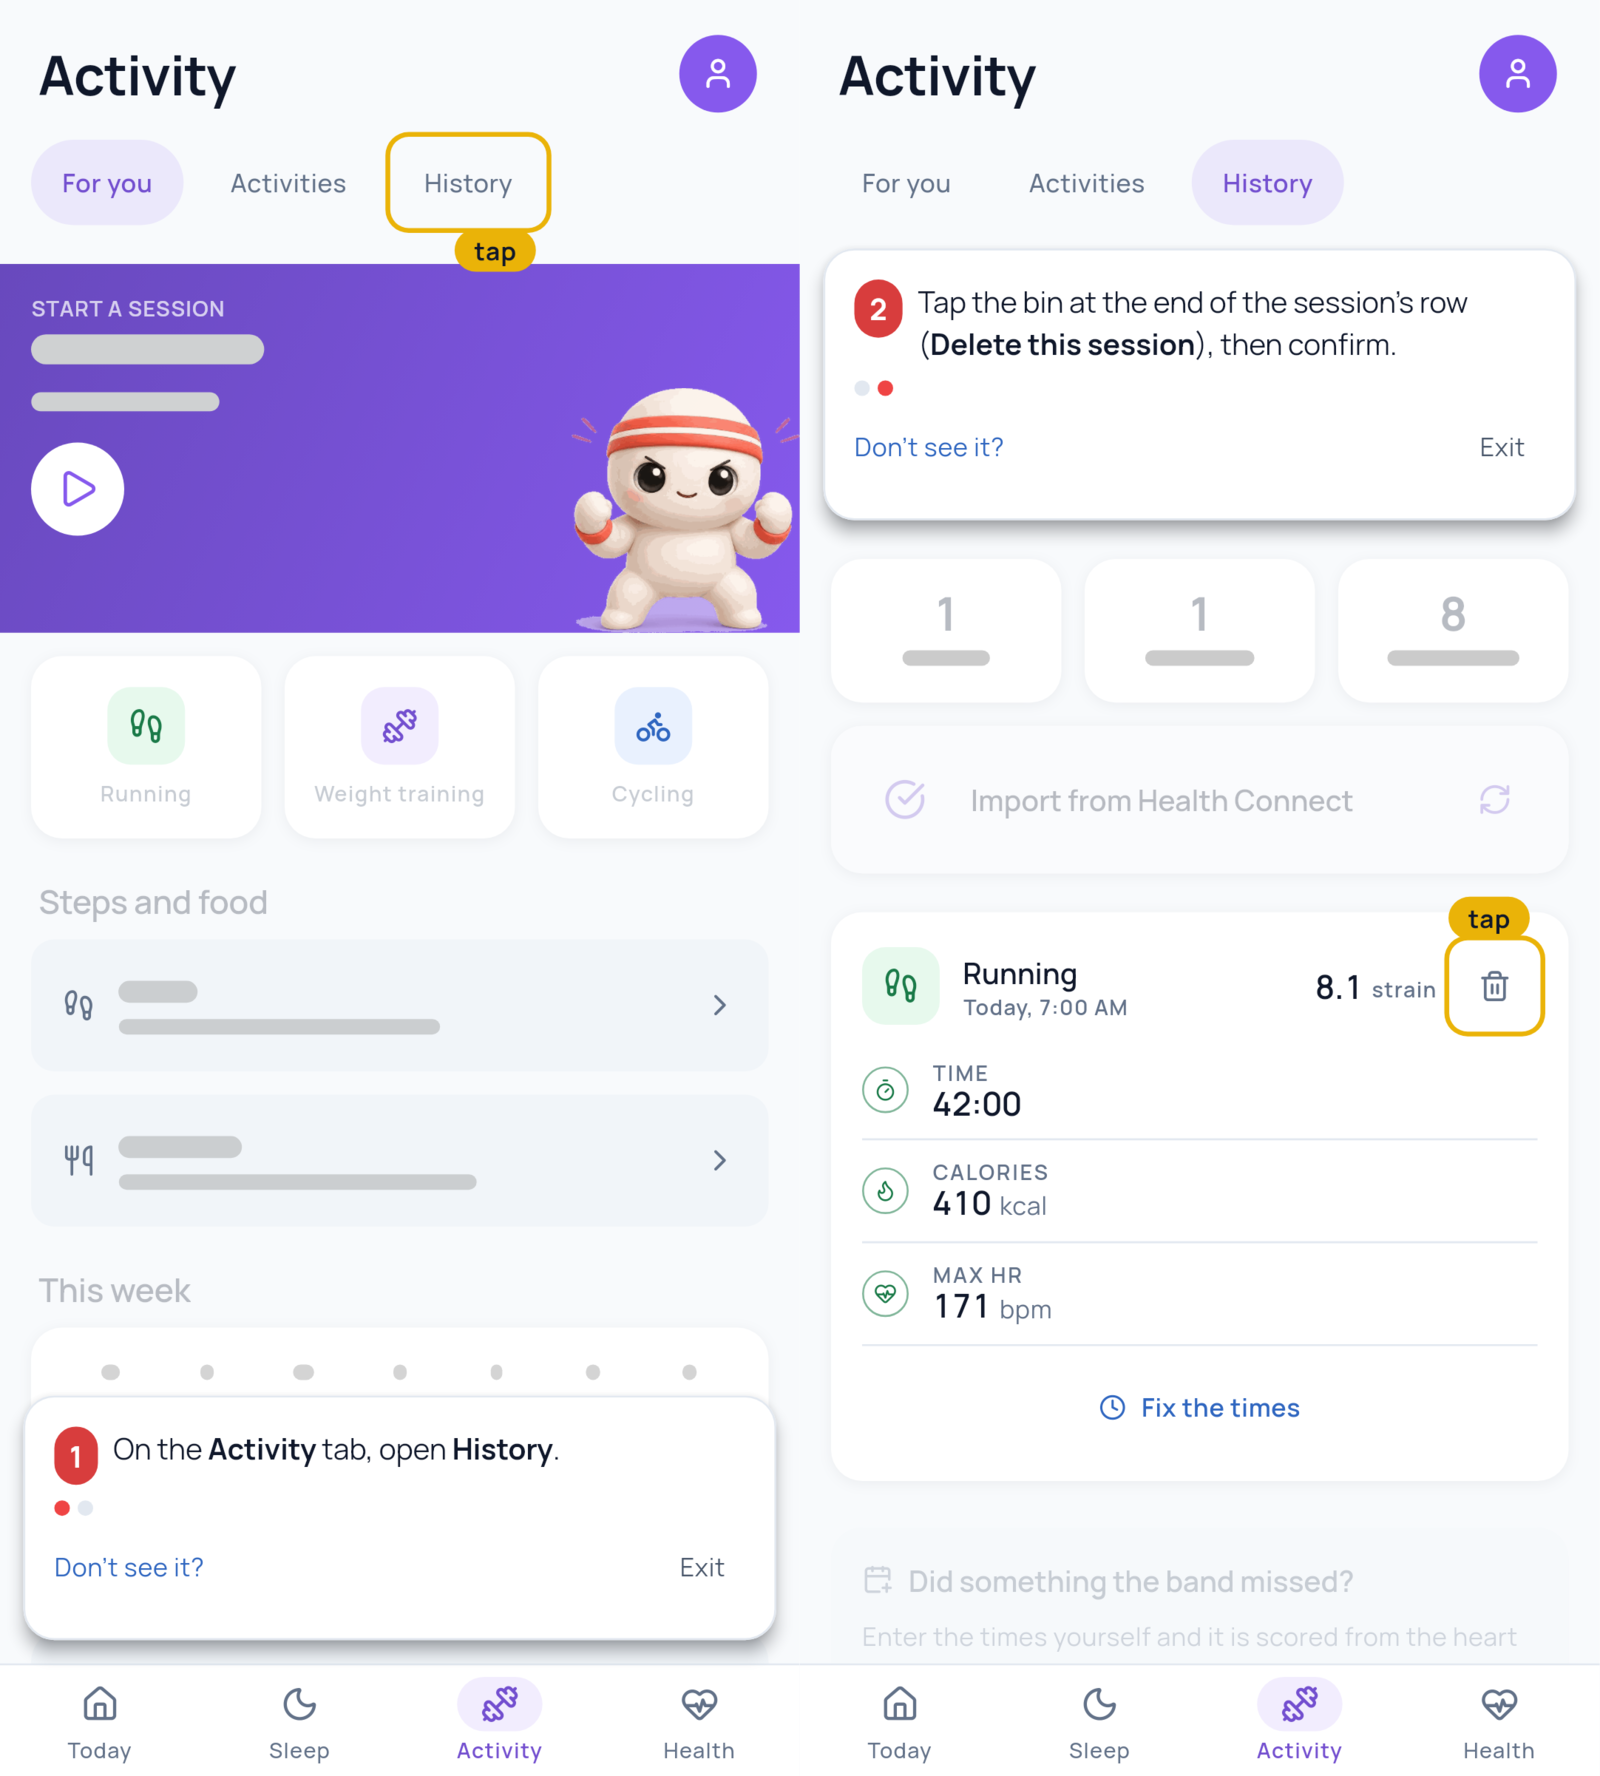 Activity
For you
Activities
History
tap
START A SESSION
Running
Weight training
Cycling
Steps and food
This week
1
On the Activity tab, open History.
Don't see it?
Exit
Today
Sleep
Activity
Health
Activity
For you
Activities
History
2
Tap the bin at the end of the session's row
(Delete this session), then confirm.
Don't see it?
Exit
1
1
8
Import from Health Connect
tap
Running
Today, 7:00 AM
8.1 strain
TIME
42:00
CALORIES
410 kcal
MAX HR
171 bpm
Fix the times
Did something the band missed?
Enter the times yourself and it is scored from the heart
Today
Sleep
Activity
Health